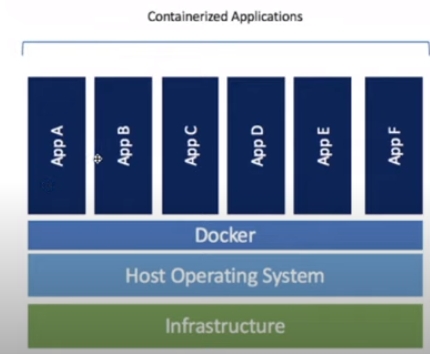 Containerized Applications
App A
App B
App C
App D
App E
App F
Docker
Host Operating System
Infrastructure